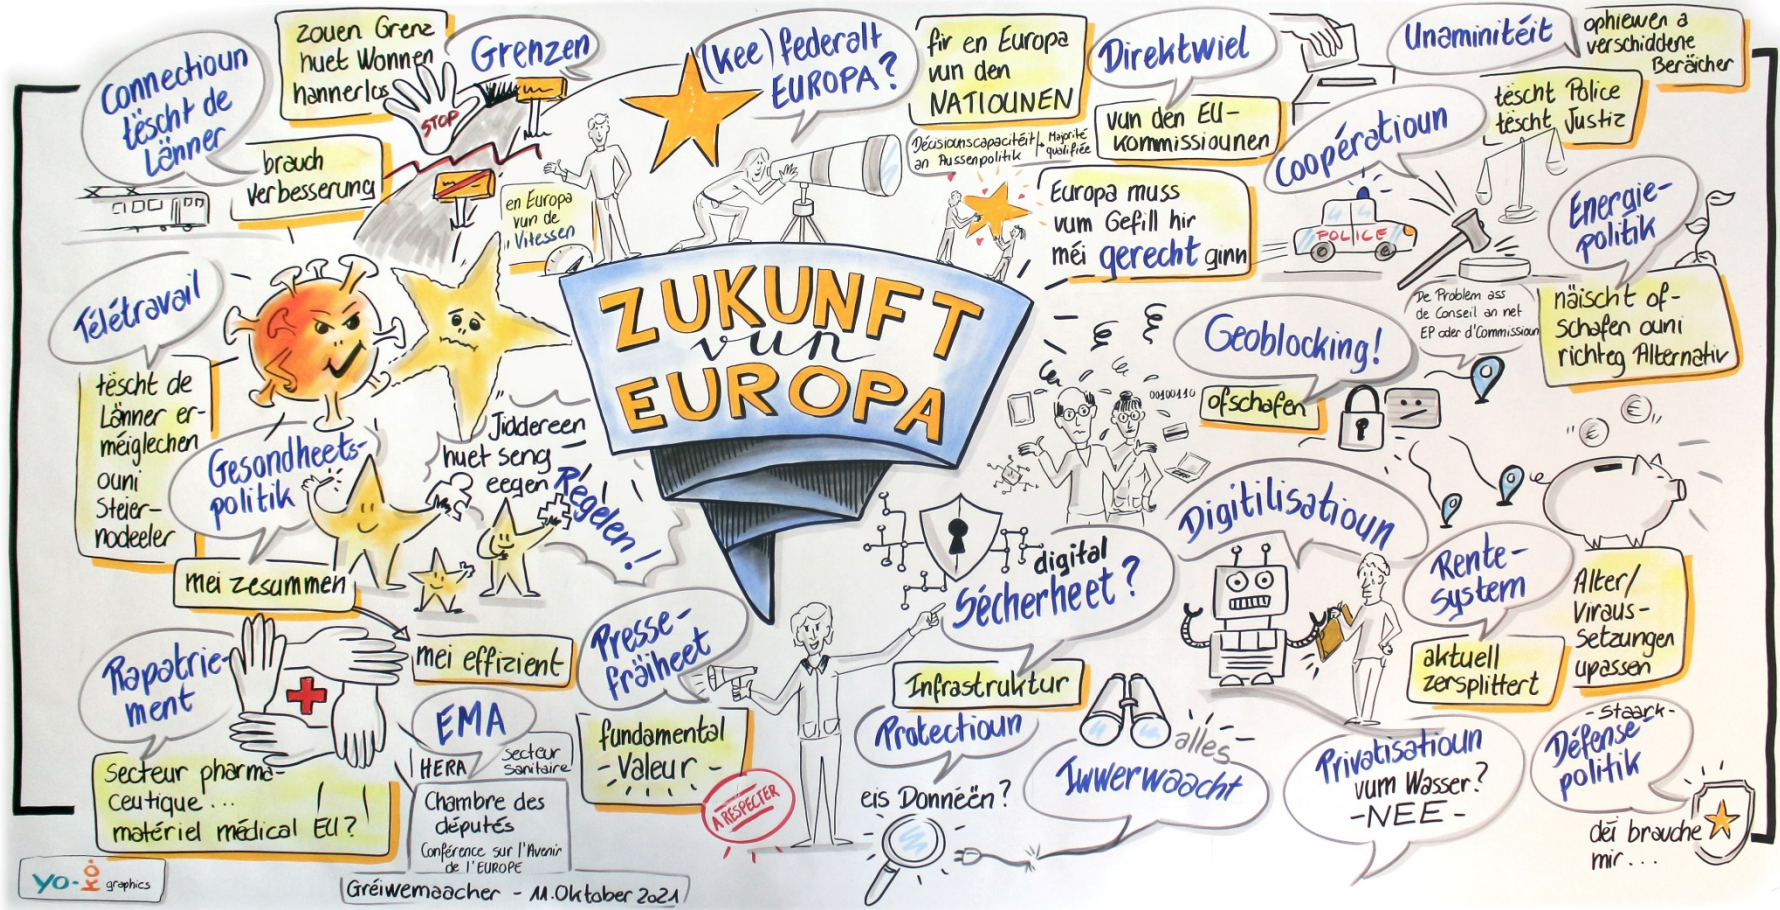 Connectioun
tëscht de
Länner
brauch
verbesserung
zouen Grenz
huet Wonnen
hannerlos
STOP
Grenzen
en Europa
vun de
Vitessen
(kee) federalt
EUROPA?
fir en Europa
vun den
NATIOUNEN
Décisiounscapacitéit
an Aussenpolitik
Majorité
qualifiée
Direktwiel
vun den EU-
kommissiounen
Unaminitéit
ophiewen a
verschiddene
Beräicher
Coopératioun
tëscht Police
tëscht Justiz
POLICE
Europa muss
vum Gefill hir
méi gerecht ginn
Energie-
politik
näischt of-
schafen ouni
richteg Alternativ
ZUKUNFT
vun
EUROPA
Télétravail
tëscht de
Länner er-
méiglechen
ouni
Steier-
nodeeler
Gesondheets-
politik
mei zesummen
mei effizient
Jiddereen
huet seng
eegen Régelen!
Geoblocking!
ofschafen
De Problem ass
de Conseil an net
EP oder d'Commissioun
00100110
Digitilisatioun
digital
Sécherheet?
Infrastruktur
Rente-
system
aktuell
zersplittert
Alter/
Viraus-
setzungen
upassen
Rapatrie-
ment
Secteur pharma-
ceutique...
matériel médical EU?
EMA
HERA
secteur
sanitaire
Chambre des
députés
Conférence sur l'Avenir
de l'EUROPE
Presse-
fräiheet
fundamental
- Valeur -
A RESPECTER
Protectioun
eis Donnéën?
alles
Iwwerwaacht
Privatisatioun
vum Wasser?
- NEE -
- staark -
Défense-
politik
déi brauche
mir...
yo-ko.
graphics
Gréiwemaacher - 11. Oktober 2021